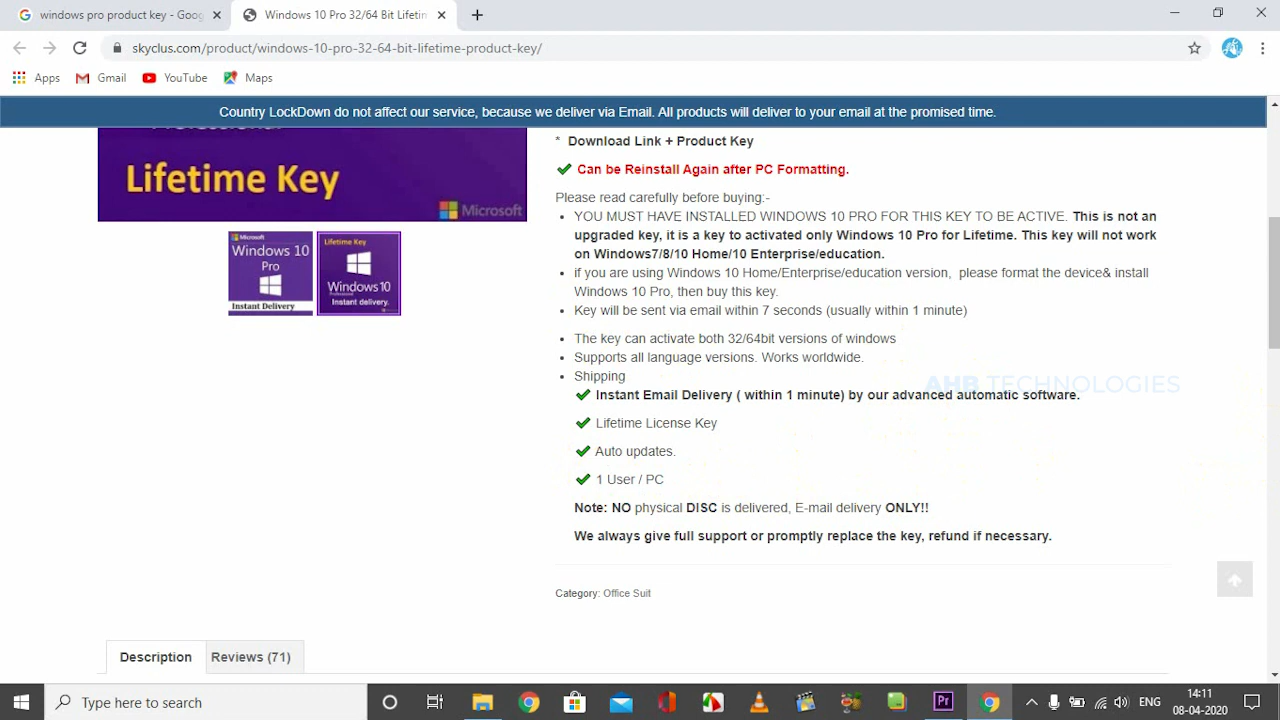 windows pro product key - Goog
Windows 10 Pro 32/64 Bit Lifetim
skyclus.com/product/windows-10-pro-32-64-bit-lifetime-product-key/
Apps
Gmail
YouTube
Maps
Country LockDown do not affect our service, because we deliver via Email. All products will deliver to your email at the promised time.
Lifetime Key
Microsoft
Microsoft
Windows 10
Pro
Instant Delivery
Lifetime Key
Windows 10
Instant delivery.
* Download Link + Product Key
Can be Reinstall Again after PC Formatting.
Please read carefully before buying:-
YOU MUST HAVE INSTALLED WINDOWS 10 PRO FOR THIS KEY TO BE ACTIVE. This is not an
upgraded key, it is a key to activated only Windows 10 Pro for Lifetime. This key will not work
on Windows7/8/10 Home/10 Enterprise/education.
if you are using Windows 10 Home/Enterprise/education version, please format the device& install
Windows 10 Pro, then buy this key.
Key will be sent via email within 7 seconds (usually within 1 minute)
The key can activate both 32/64bit versions of windows
Supports all language versions. Works worldwide.
Shipping
AHB TECHNOLOGIES
Instant Email Delivery ( within 1 minute) by our advanced automatic software.
Lifetime License Key
Auto updates.
1 User / PC
Note: NO physical DISC is delivered, E-mail delivery ONLY!!
We always give full support or promptly replace the key, refund if necessary.
Category: Office Suit
Description
Reviews (71)
Type here to search
Pr
ENG
14:11
08-04-2020